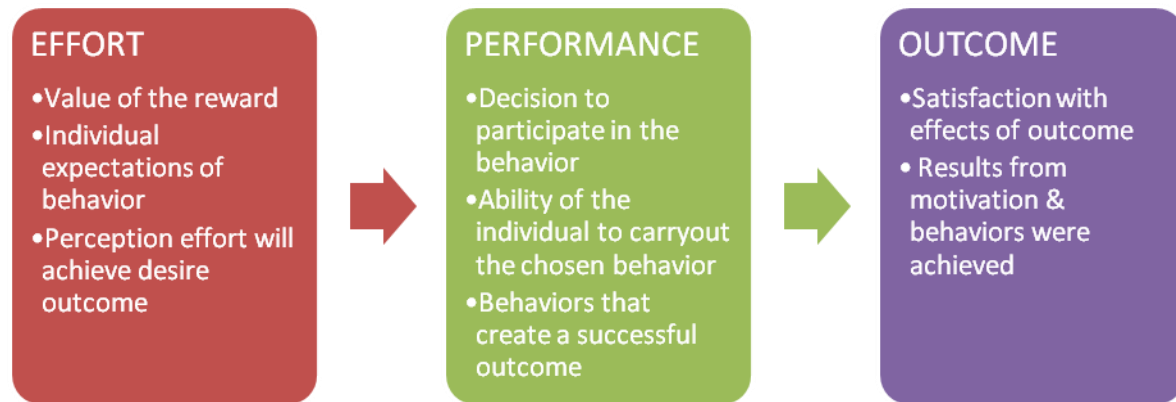 EFFORT
•Value of the reward
•Individual
expectations of
behavior
•Perception effort will
achieve desire
outcome
PERFORMANCE
•Decision to
participate in the
behavior
•Ability of the
individual to carryout
the chosen behavior
•Behaviors that
create a successful
outcome
OUTCOME
•Satisfaction with
effects of outcome
• Results from
motivation &
behaviors were
achieved